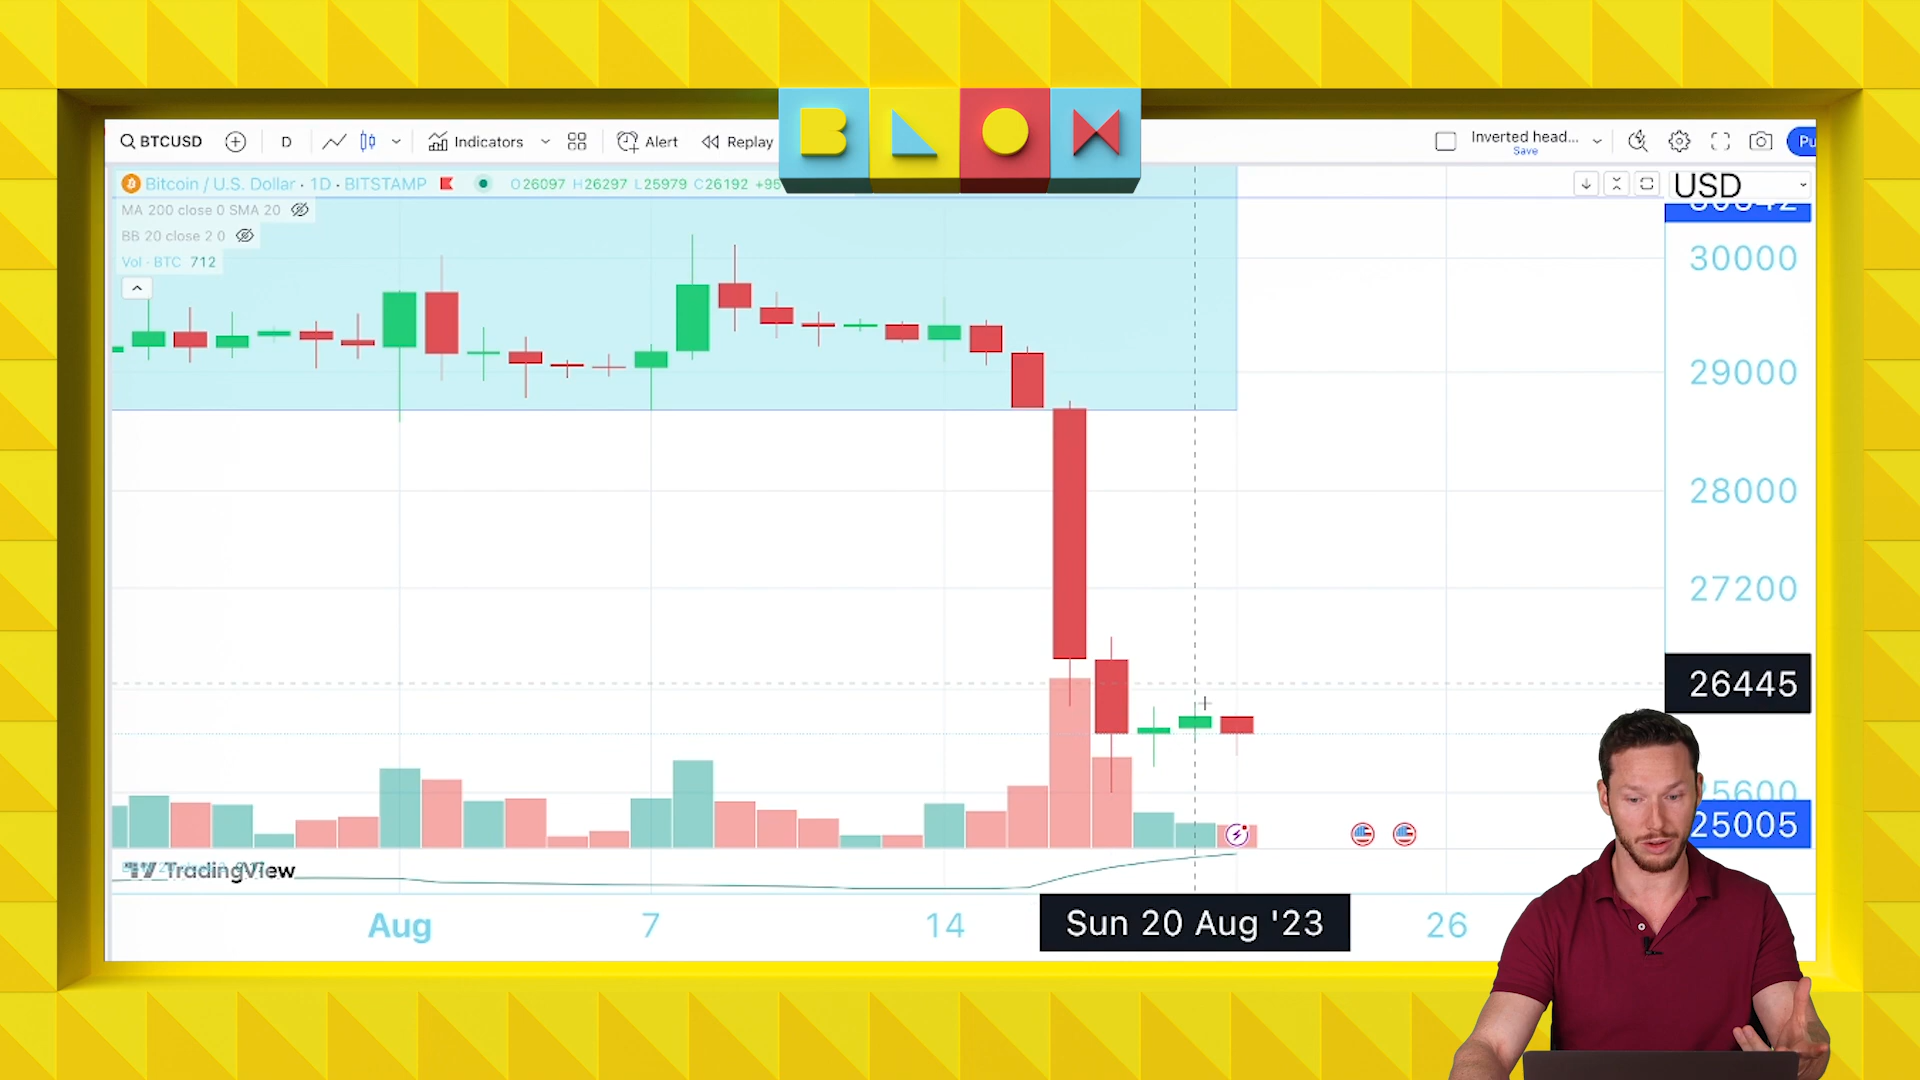 BLOX
BTCUSD D Indicators Alert Replay Inverted head... Save
Bitcoin / U.S. Dollar · 1D · BITSTAMP O26097 H26297 L25979 C26192 USD
MA 200 close 0 SMA 20
BB 20 close 2 0
Vol · BTC 712
30000
29000
28000
27200
26445
25005
TradingView
Aug 7 14 Sun 20 Aug '23 26